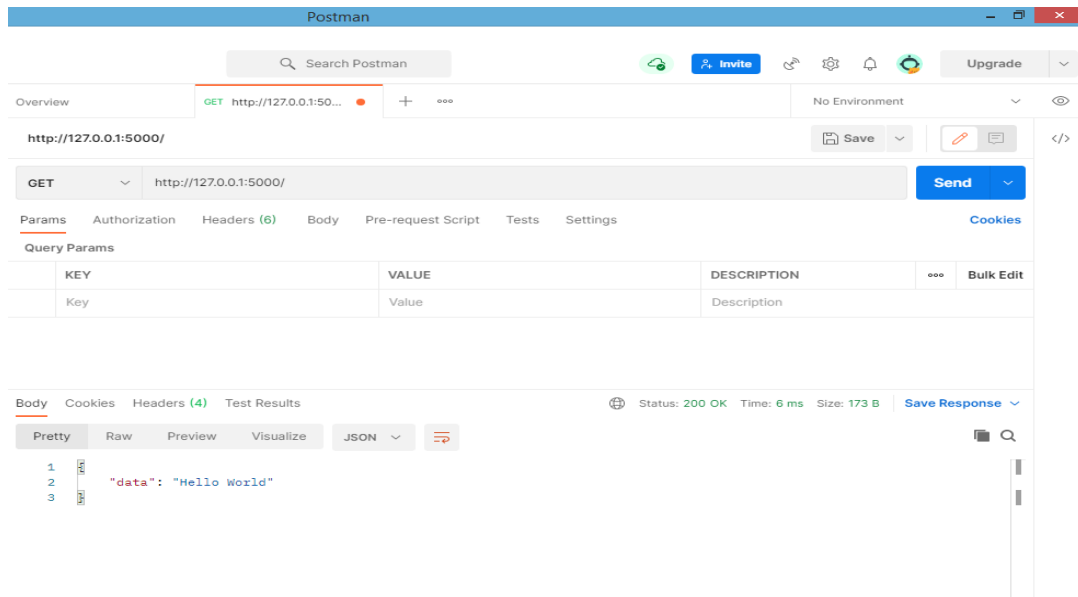 Postman
Search Postman Invite Upgrade
Overview GET http://127.0.0.1:50... No Environment
http://127.0.0.1:5000/ Save </>
GET http://127.0.0.1:5000/ Send
Params Authorization Headers (6) Body Pre-request Script Tests Settings Cookies
Query Params
KEY VALUE DESCRIPTION Bulk Edit
Key Value Description
Body Cookies Headers (4) Test Results Status: 200 OK Time: 6 ms Size: 173 B Save Response
Pretty Raw Preview Visualize JSON
1 {
2 "data": "Hello World"
3 }